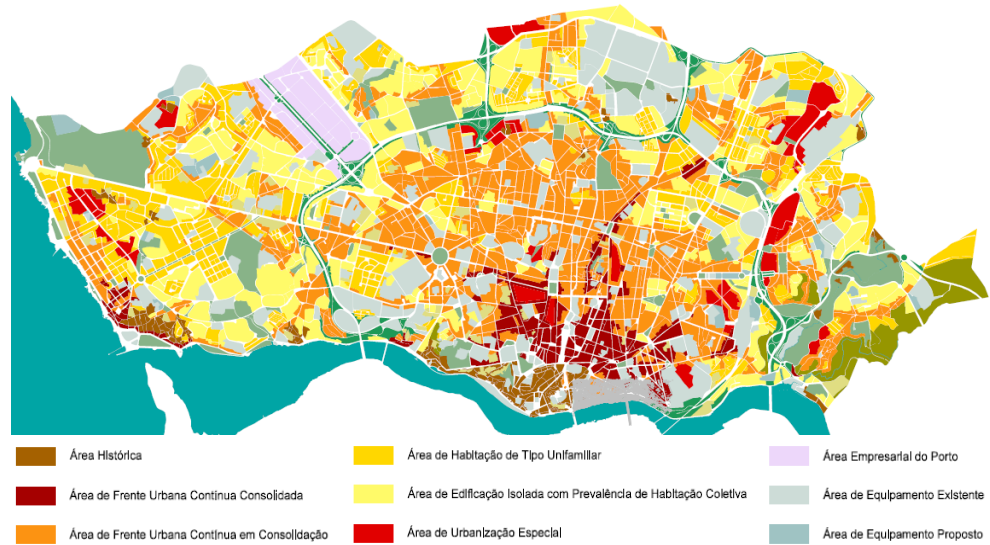 Área Histórica
Área de Habitação de Tipo Unifamiliar
Área Empresarial do Porto
Área de Frente Urbana Continua Consolidada
Área de Edificação Isolada com Prevalência de Habitação Coletiva
Área de Equipamento Existente
Área de Frente Urbana Continua em Consolidação
Área de Urbanização Especial
Área de Equipamento Proposto